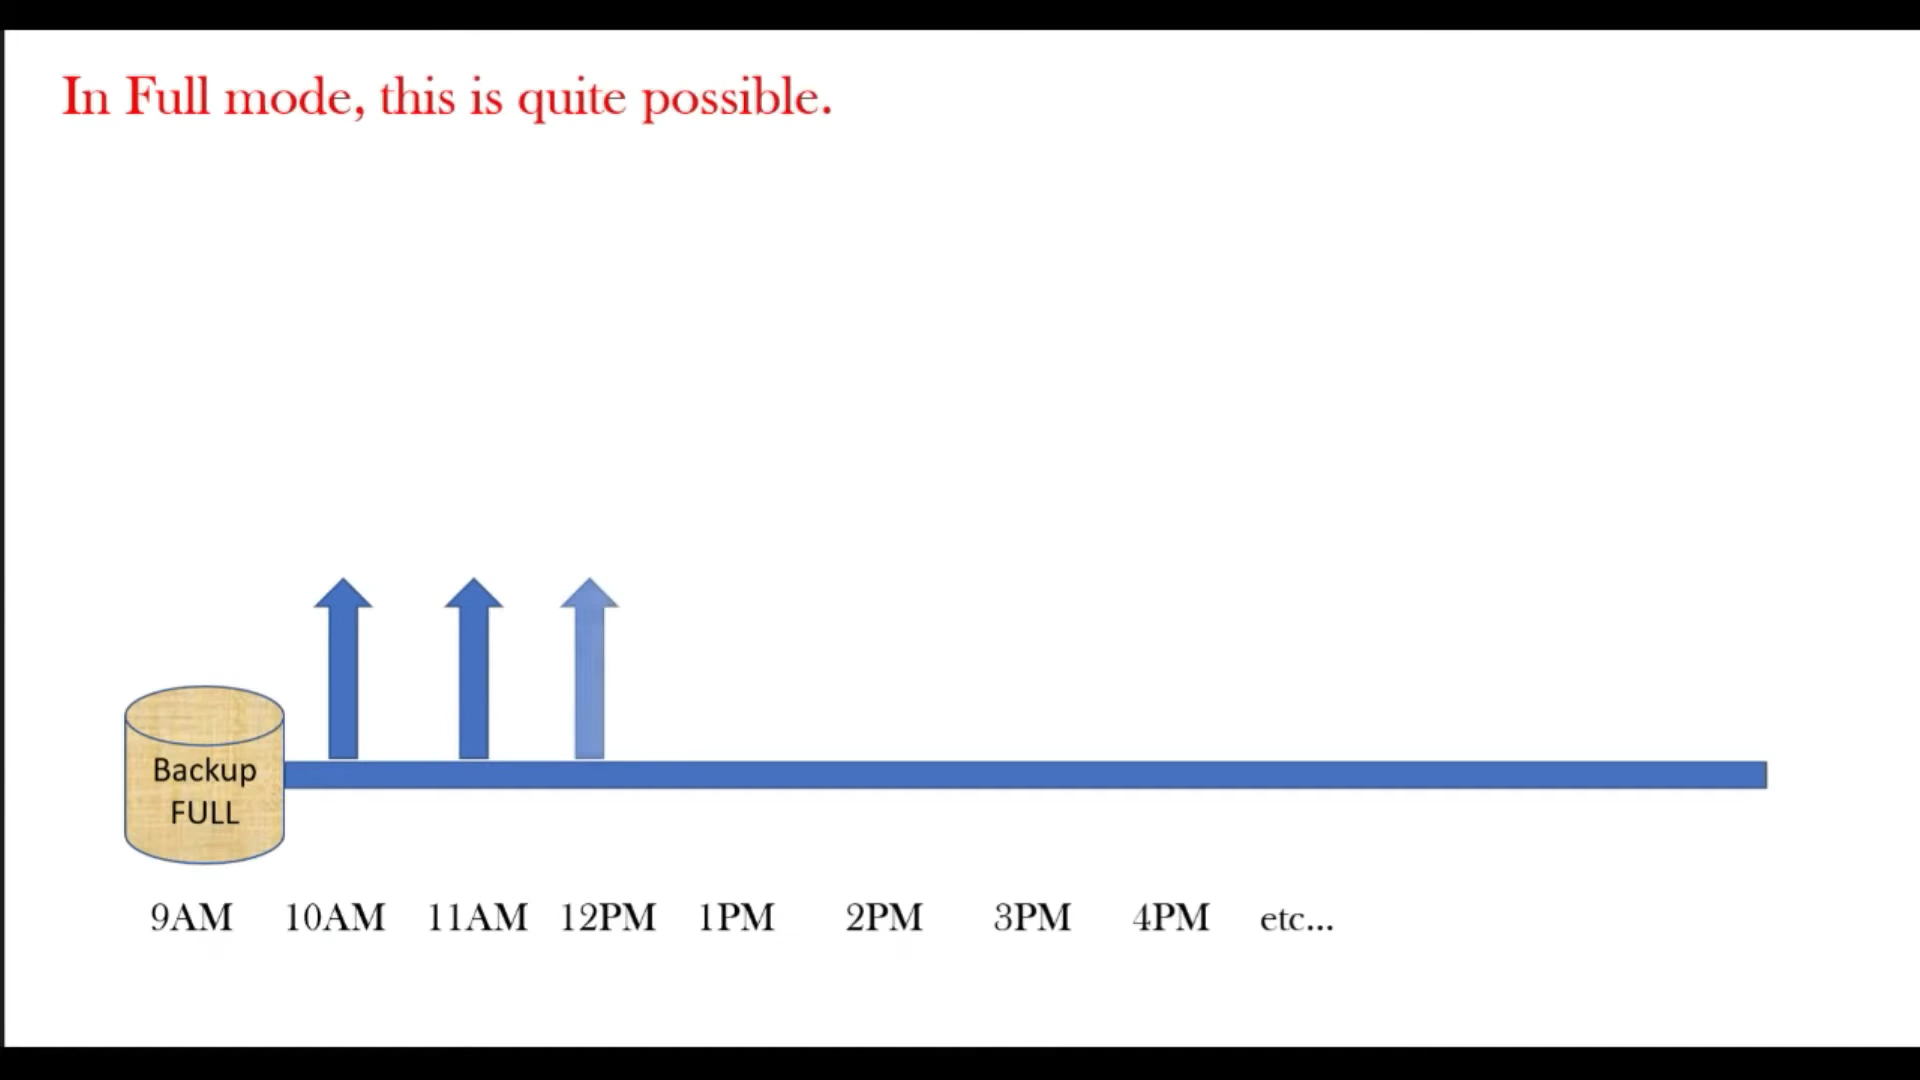 In Full mode, this is quite possible.
Backup
FULL
9AM 10AM 11AM 12PM 1PM 2PM 3PM 4PM etc...